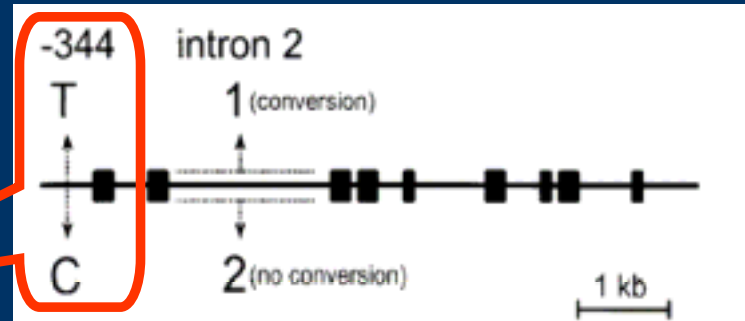 -344 intron 2
T 1 (conversion)
C 2 (no conversion)
1 kb